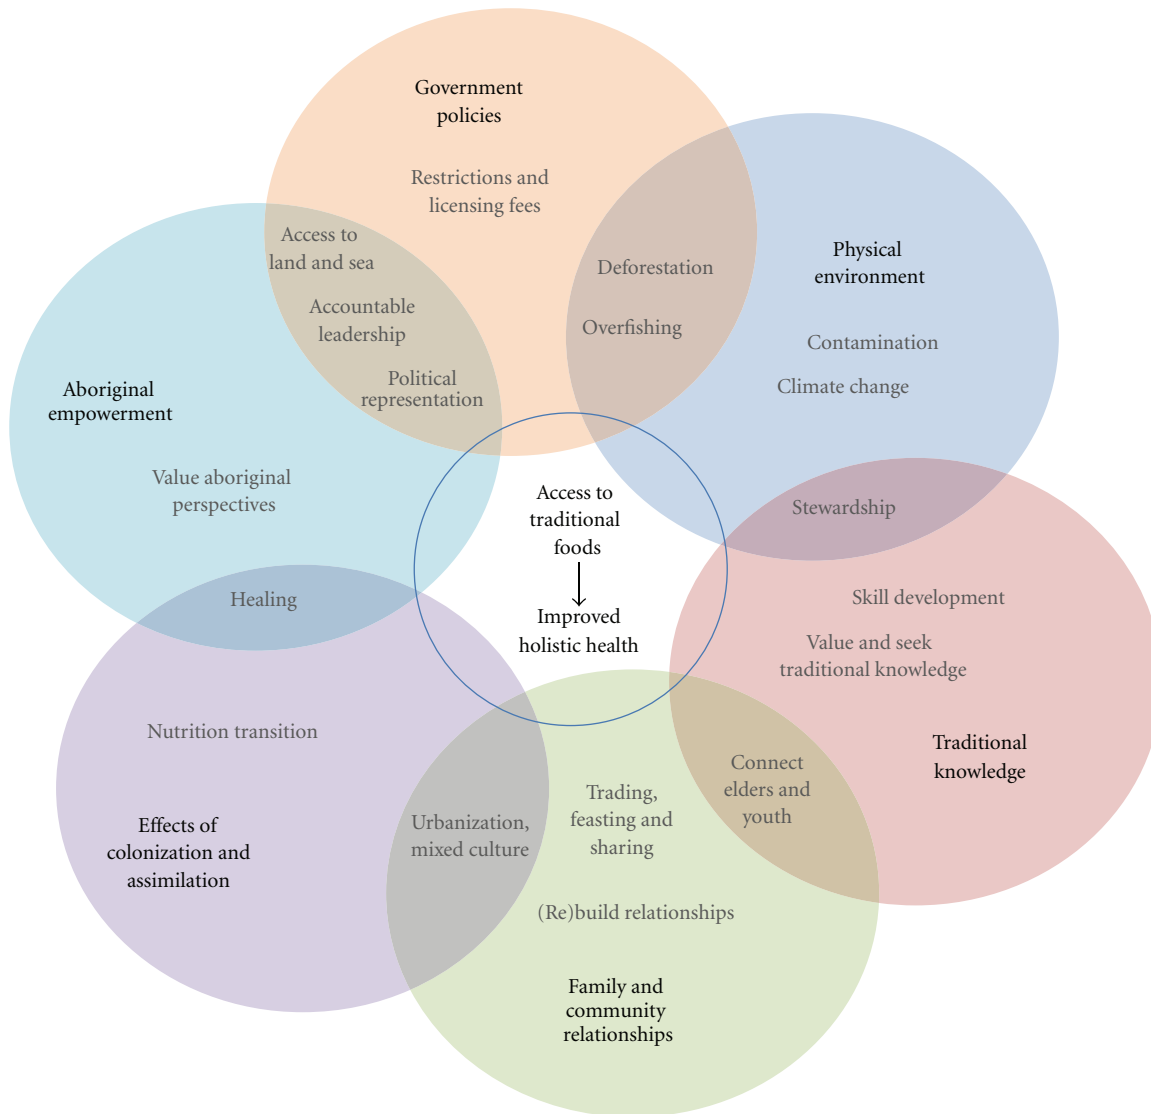 Government
policies
Restrictions and
licensing fees
Access to
land and sea
Accountable
leadership
Political
representation
Deforestation
Overfishing
Physical
environment
Contamination
Climate change
Aboriginal
empowerment
Value aboriginal
perspectives
Access to
traditional
foods
Improved
holistic health
Stewardship
Skill development
Value and seek
traditional knowledge
Traditional
knowledge
Healing
Nutrition transition
Effects of
colonization and
assimilation
Urbanization,
mixed culture
Trading,
feasting and
sharing
Connect
elders and
youth
(Re)build relationships
Family and
community
relationships